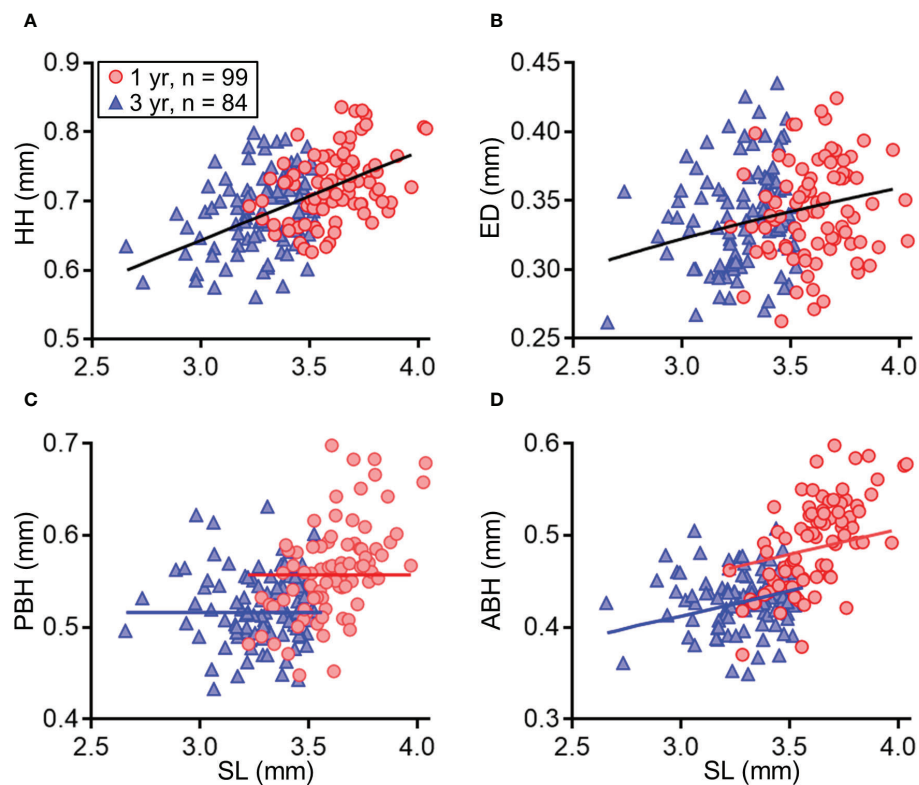 A
HH (mm)
0.9
0.8
0.7
0.6
0.5
1 yr, n = 99
3 yr, n = 84
2.5 3.0 3.5 4.0
B
ED (mm)
0.45
0.40
0.35
0.30
0.25
2.5 3.0 3.5 4.0
C
PBH (mm)
0.7
0.6
0.5
0.4
2.5 3.0 3.5 4.0
SL (mm)
D
ABH (mm)
0.6
0.5
0.4
0.3
2.5 3.0 3.5 4.0
SL (mm)